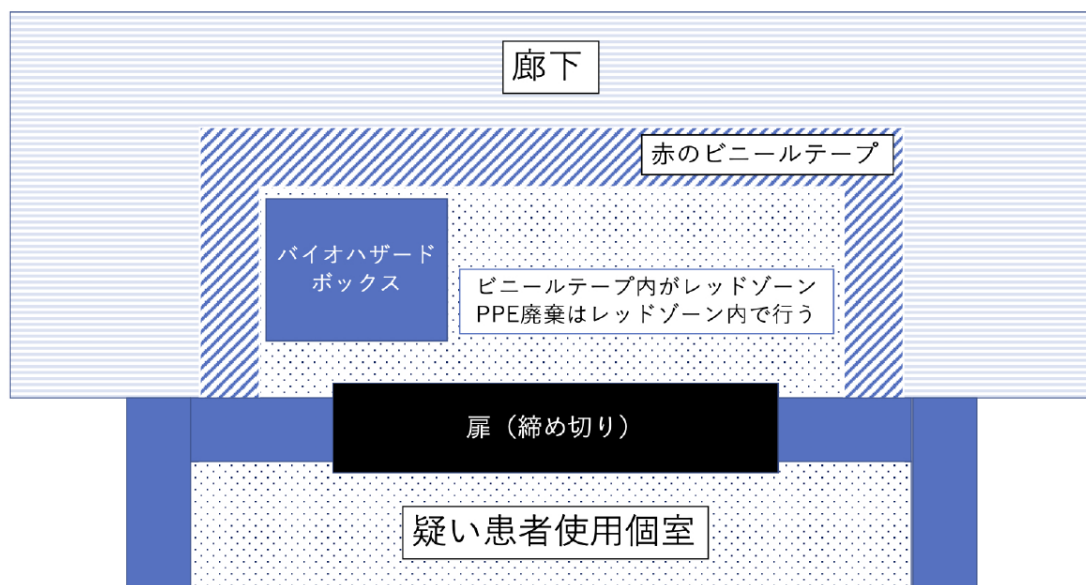 廊下
赤のビニールテープ
バイオハザード
ボックス
ビニールテープ内がレッドゾーン
PPE廃棄はレッドゾーン内で行う
扉（締め切り）
疑い患者使用個室